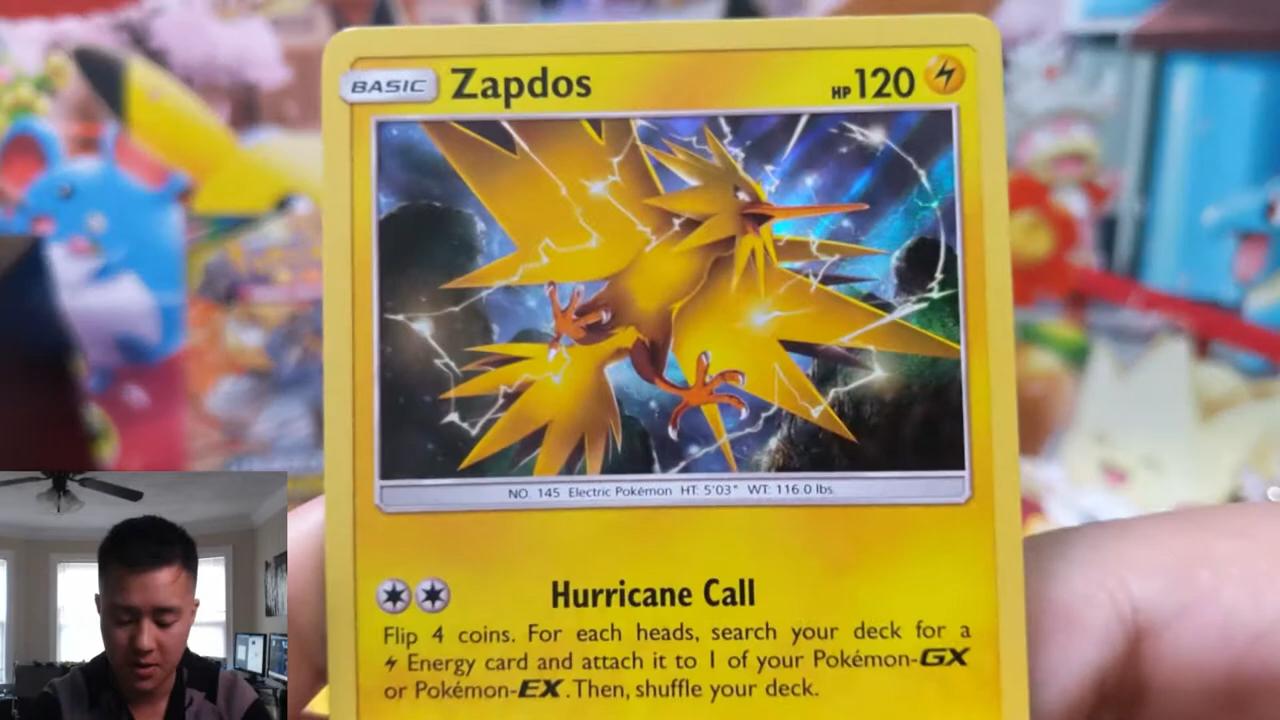 BASIC Zapdos HP 120
NO. 145 Electric Pokémon HT: 5'03" WT: 116.0 lbs.
Hurricane Call
Flip 4 coins. For each heads, search your deck for a
Energy card and attach it to 1 of your Pokémon-GX
or Pokémon-EX. Then, shuffle your deck.